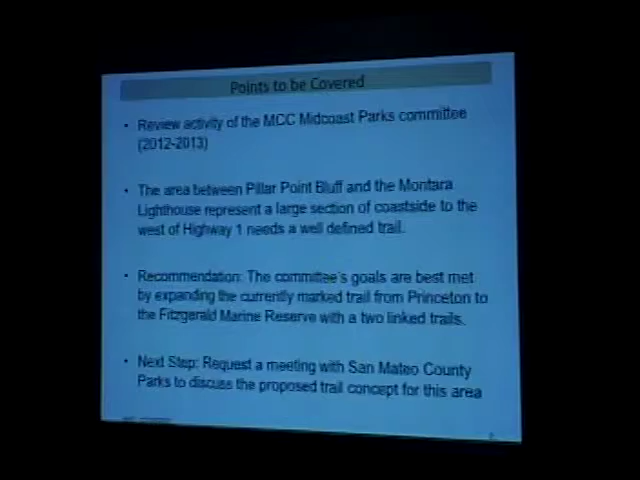 Points to be Covered
• Review activity of the MCC Midcoast Parks committee
(2012-2013)
• The area between Pillar Point Bluff and the Montara
Lighthouse represent a large section of coastside to the
west of Highway 1 needs a well defined trail.
• Recommendation: The committee's goals are best met
by expanding the currently marked trail from Princeton to
the Fitzgerald Marine Reserve with a two linked trails.
• Next Step: Request a meeting with San Mateo County
Parks to discuss the proposed trail concept for this area